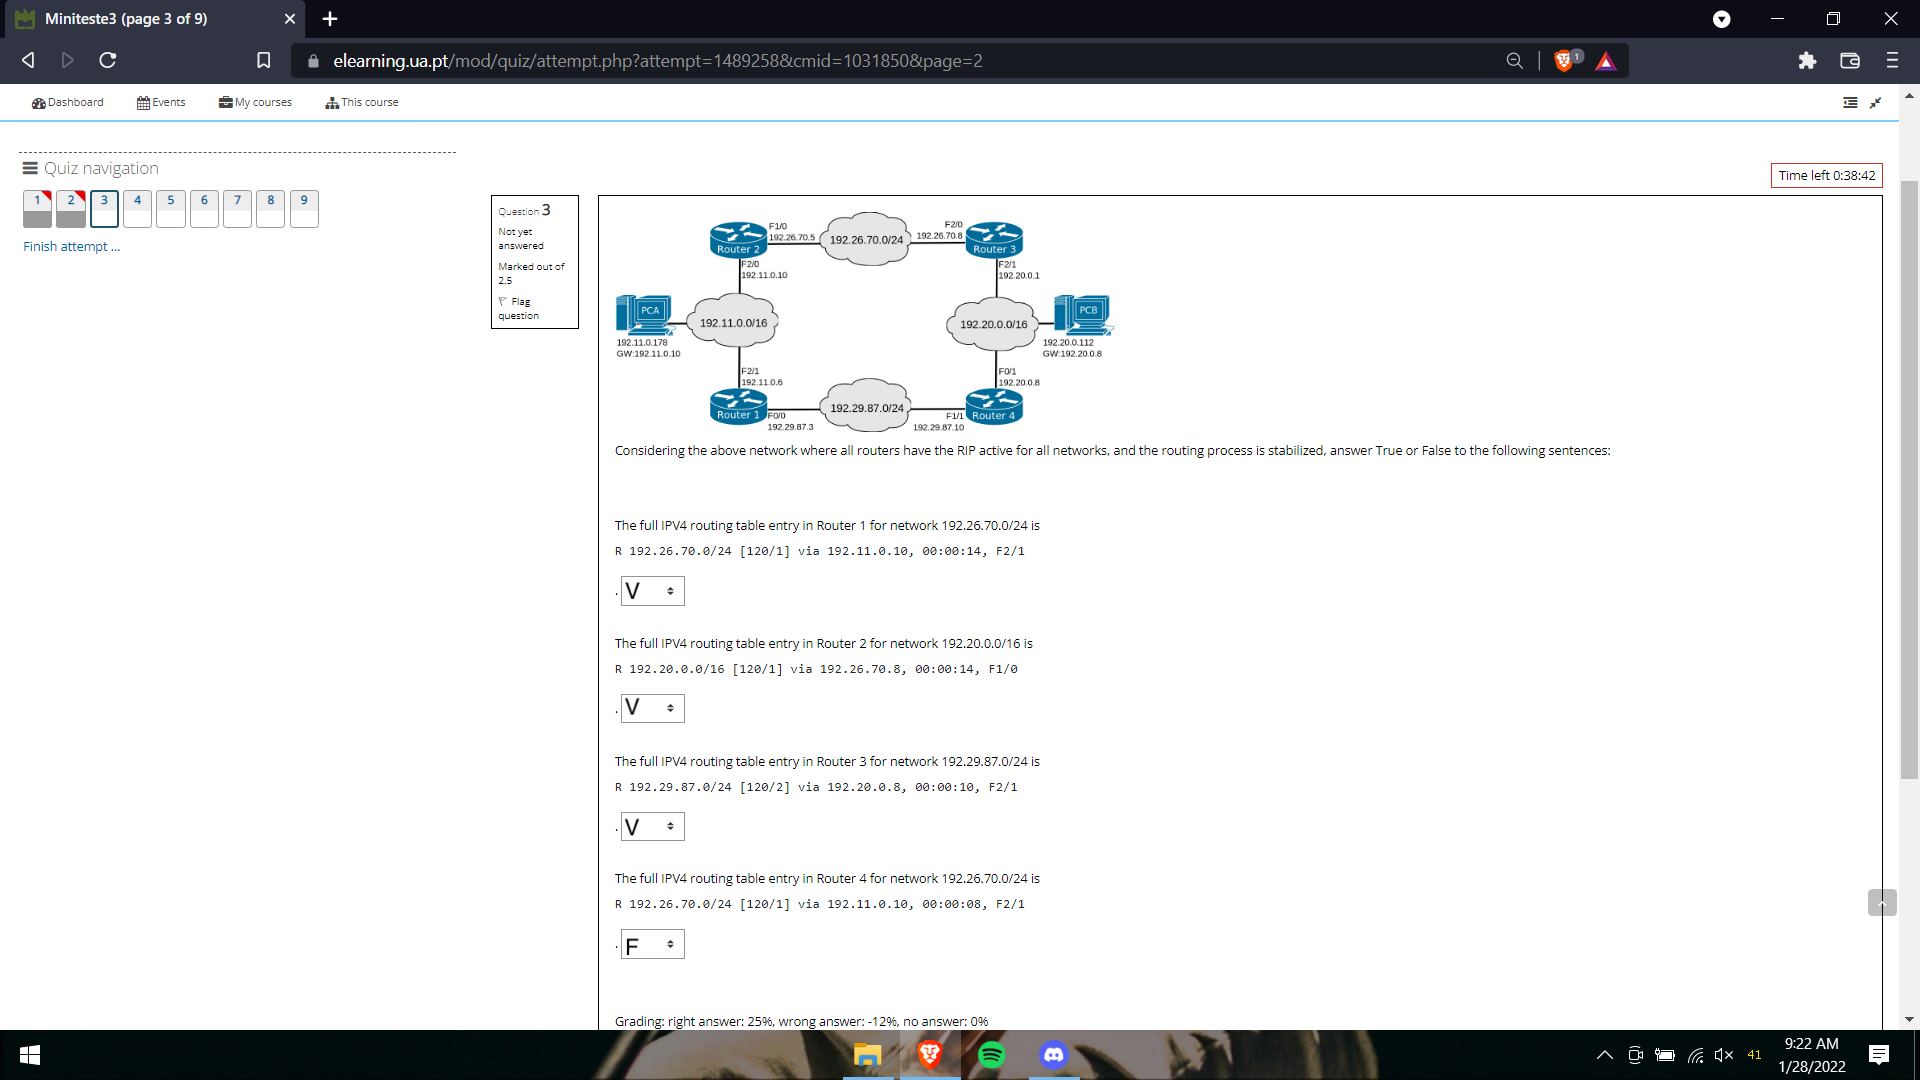 Miniteste3 (page 3 of 9)
elearning.ua.pt/mod/quiz/attempt.php?attempt=1489258&cmid=1031850&page=2
1
Dashboard
Events
My courses
This course
Quiz navigation
1 2 3 4 5 6 7 8 9
Finish attempt ...
Time left 0:38:42
Question 3
Not yet
answered
Marked out of
2.5
Flag
question
F1/0
192.26.70.5
192.26.70.0/24
F2/0
192.26.70.8
Router 2
Router 3
F2/0
192.11.0.10
F2/1
192.20.0.1
PCA
192.11.0.0/16
192.20.0.0/16
PCB
192.11.0.178
GW:192.11.0.10
192.20.0.112
GW:192.20.0.8
F2/1
192.11.0.6
F0/1
192.20.0.8
Router 1
F0/0
192.29.87.3
192.29.87.0/24
F1/1
192.29.87.10
Router 4
Considering the above network where all routers have the RIP active for all networks, and the routing process is stabilized, answer True or False to the following sentences:
The full IPV4 routing table entry in Router 1 for network 192.26.70.0/24 is
R 192.26.70.0/24 [120/1] via 192.11.0.10, 00:00:14, F2/1
. V
The full IPV4 routing table entry in Router 2 for network 192.20.0.0/16 is
R 192.20.0.0/16 [120/1] via 192.26.70.8, 00:00:14, F1/0
. V
The full IPV4 routing table entry in Router 3 for network 192.29.87.0/24 is
R 192.29.87.0/24 [120/2] via 192.20.0.8, 00:00:10, F2/1
. V
The full IPV4 routing table entry in Router 4 for network 192.26.70.0/24 is
R 192.26.70.0/24 [120/1] via 192.11.0.10, 00:00:08, F2/1
. F
Grading: right answer: 25%, wrong answer: -12%, no answer: 0%
41
9:22 AM
1/28/2022